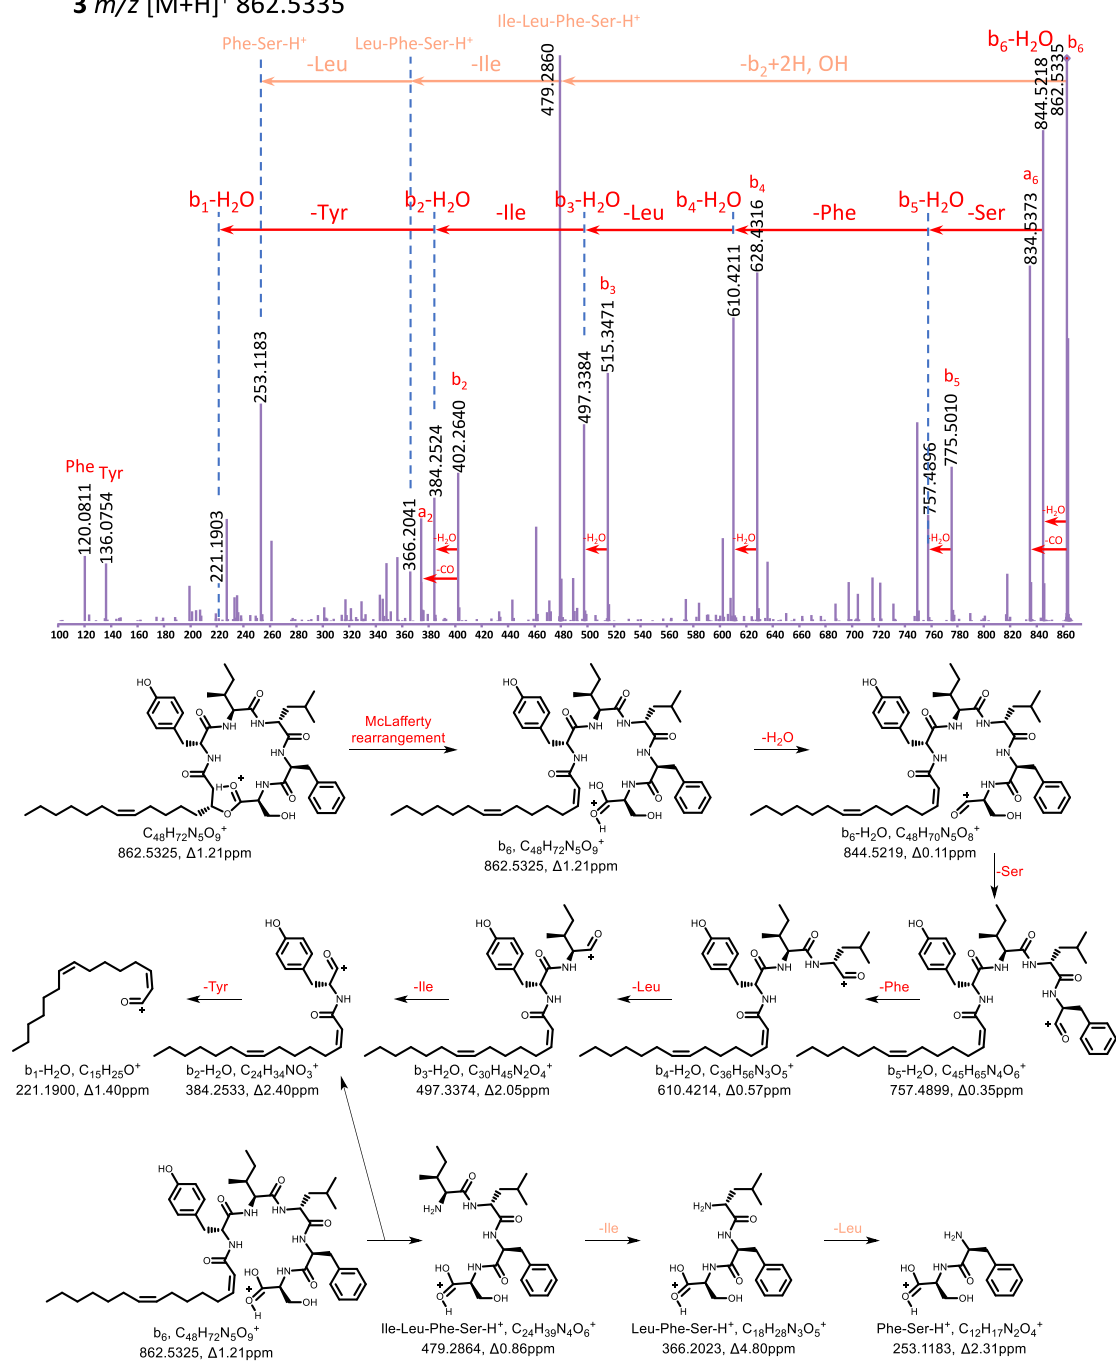 3 m/z [M+H]⁺ 862.5335
Ile-Leu-Phe-Ser-H⁺
Phe-Ser-H⁺
Leu-Phe-Ser-H⁺
b₆-H₂O
b₆
-Leu
-Ile
-b₂+2H, OH
479.2860
844.5218
862.5335
a₆
834.5373
b₁-H₂O
b₂-H₂O
b₃-H₂O
b₄-H₂O
b₄
b₅-H₂O
-Tyr
-Ile
-Leu
-Phe
-Ser
253.1183
610.4211
628.4316
b₃
515.3471
497.3384
b₂
384.2524
402.2640
b₅
775.5010
757.4896
Phe
Tyr
120.0811
136.0754
221.1903
366.2041
a₂
-H₂O
-CO
-H₂O
-H₂O
-H₂O
-H₂O
-CO
100 120 140 160 180 200 220 240 260 280 300 320 340 360 380 400 420 440 460 480 500 520 540 560 580 600 620 640 660 680 700 720 740 760 780 800 820 840 860
McLafferty
rearrangement
-H₂O
C₄₈H₇₂N₅O₉⁺
862.5325, Δ1.21ppm
b₆, C₄₈H₇₂N₅O₉⁺
862.5325, Δ1.21ppm
b₆-H₂O, C₄₈H₇₀N₅O₈⁺
844.5219, Δ0.11ppm
-Ser
-Tyr
-Ile
-Leu
-Phe
b₁-H₂O, C₁₅H₂₅O⁺
221.1900, Δ1.40ppm
b₂-H₂O, C₂₄H₃₄NO₃⁺
384.2533, Δ2.40ppm
b₃-H₂O, C₃₀H₄₅N₂O₄⁺
497.3374, Δ2.05ppm
b₄-H₂O, C₃₆H₅₆N₃O₅⁺
610.4214, Δ0.57ppm
b₅-H₂O, C₄₅H₆₅N₄O₆⁺
757.4899, Δ0.35ppm
-Ile
-Leu
b₆, C₄₈H₇₂N₅O₉⁺
862.5325, Δ1.21ppm
Ile-Leu-Phe-Ser-H⁺, C₂₄H₃₉N₄O₆⁺
479.2864, Δ0.86ppm
Leu-Phe-Ser-H⁺, C₁₈H₂₈N₃O₅⁺
366.2023, Δ4.80ppm
Phe-Ser-H⁺, C₁₂H₁₇N₂O₄⁺
253.1183, Δ2.31ppm